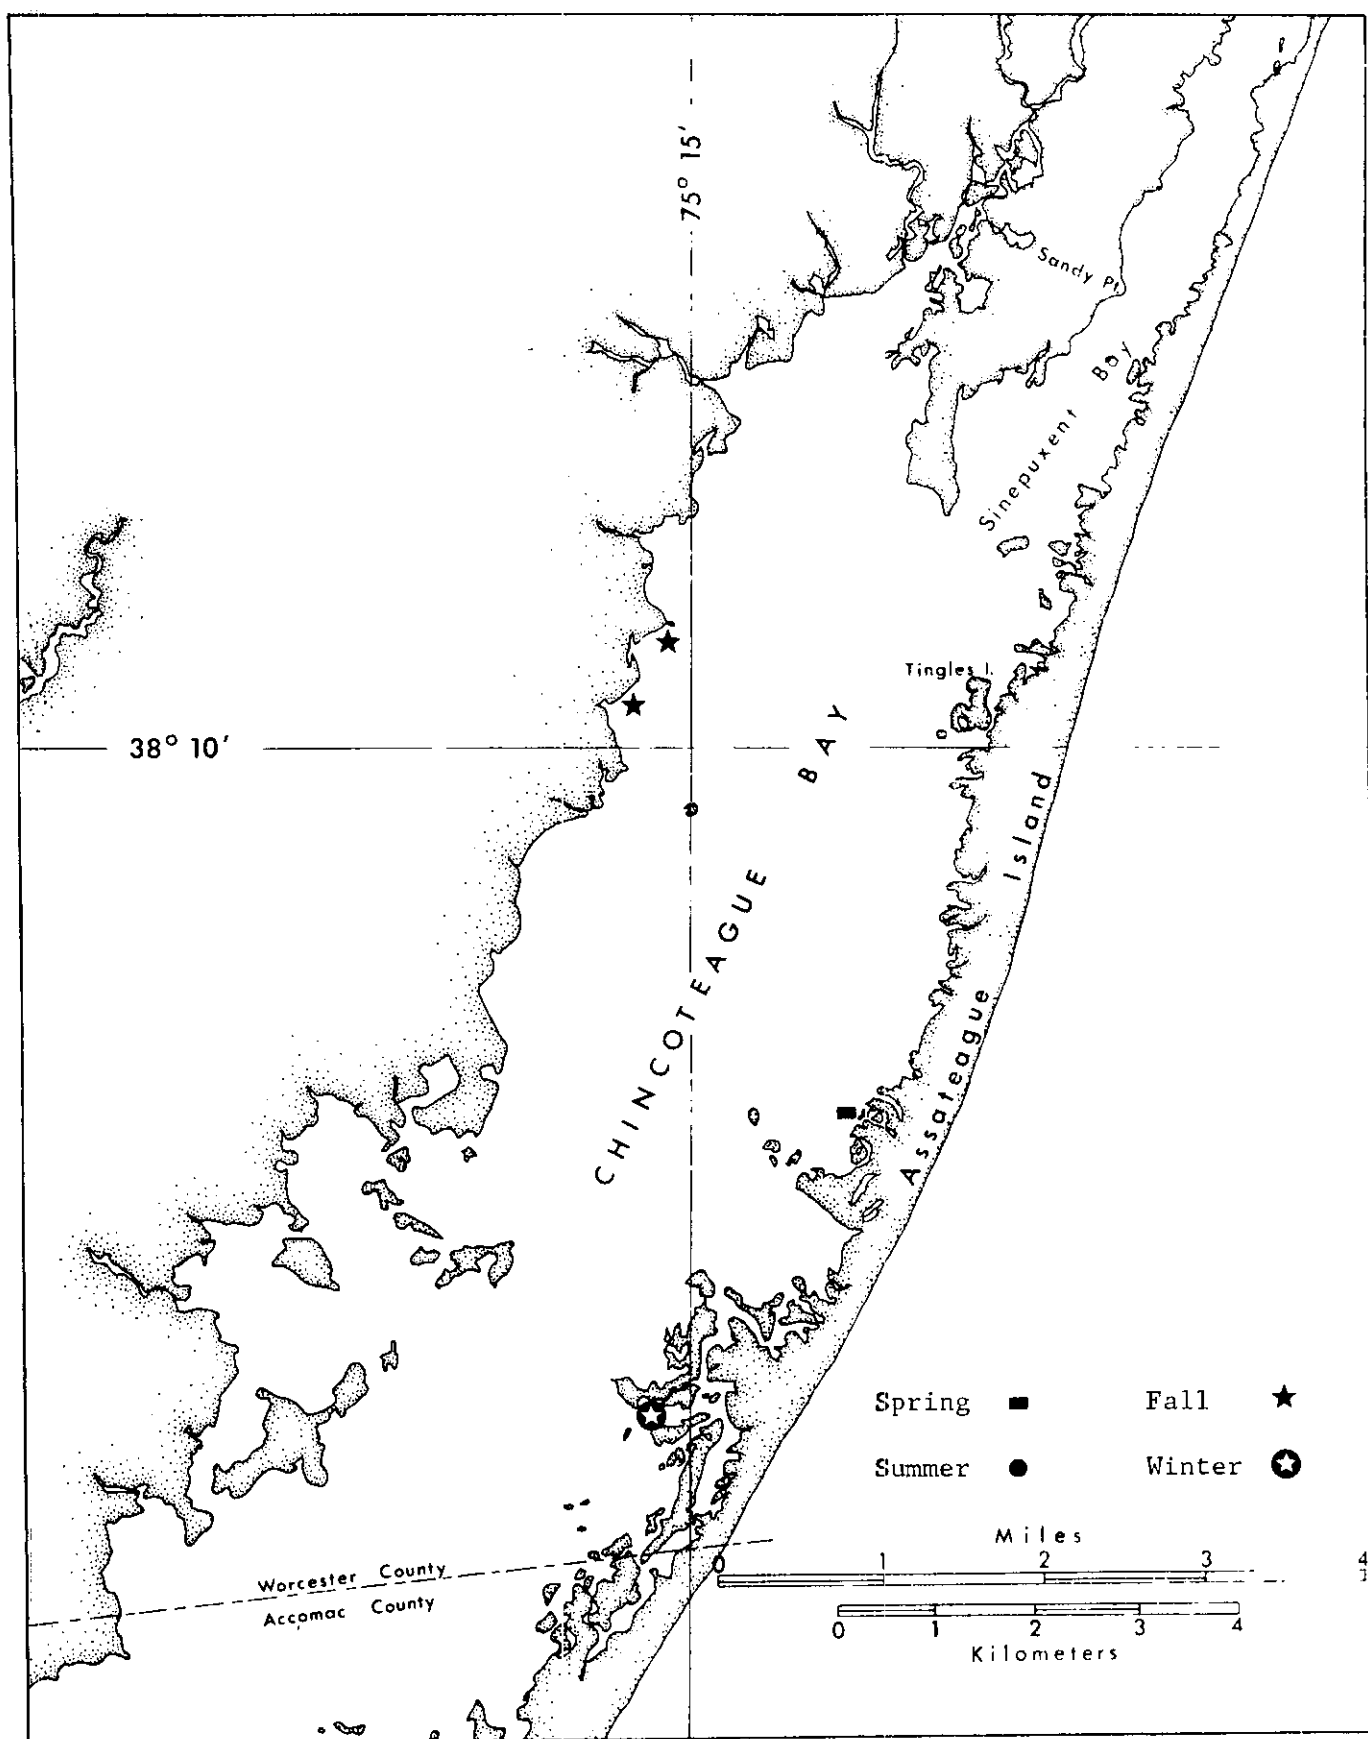 75° 15'
Sandy Pt.
Sinepuxent Bay
Tingles I.
38° 10'
CHINCOTEAGUE BAY
Assateague Island
Spring
Fall
Summer
Winter
Miles
0 1 2 3 4
Worcester County
Accomac County
0 1 2 3 4
Kilometers